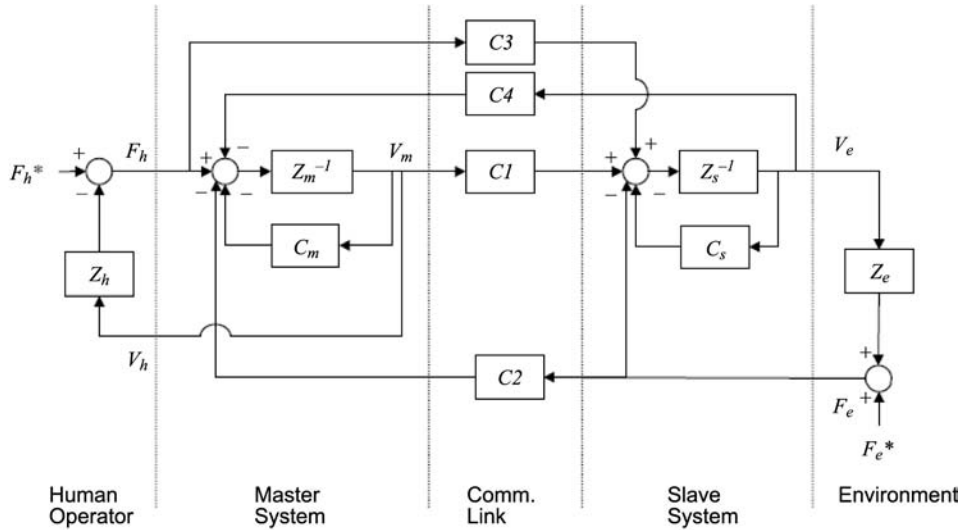 C3
C4
+
−
+
F_h*
+
−
F_h
+
−
−
Z_m⁻¹
V_m
C1
+
−
−
Z_s⁻¹
V_e
C_m
C_s
Z_h
Z_e
V_h
C2
+
+
F_e
F_e*
Human
Operator
Master
System
Comm.
Link
Slave
System
Environment